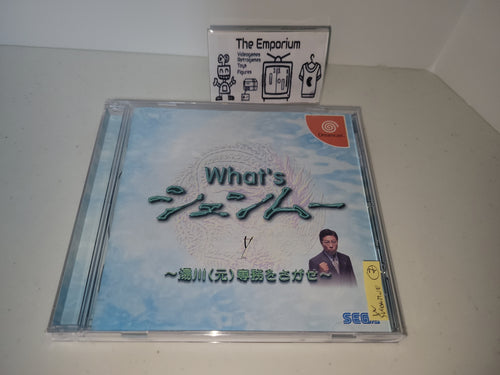 The Emporium
Videogames
Retrogames
Toys
Figures
Dreamcast
What's
シェンムー
～湯川（元）専務をさがせ～
SEGA